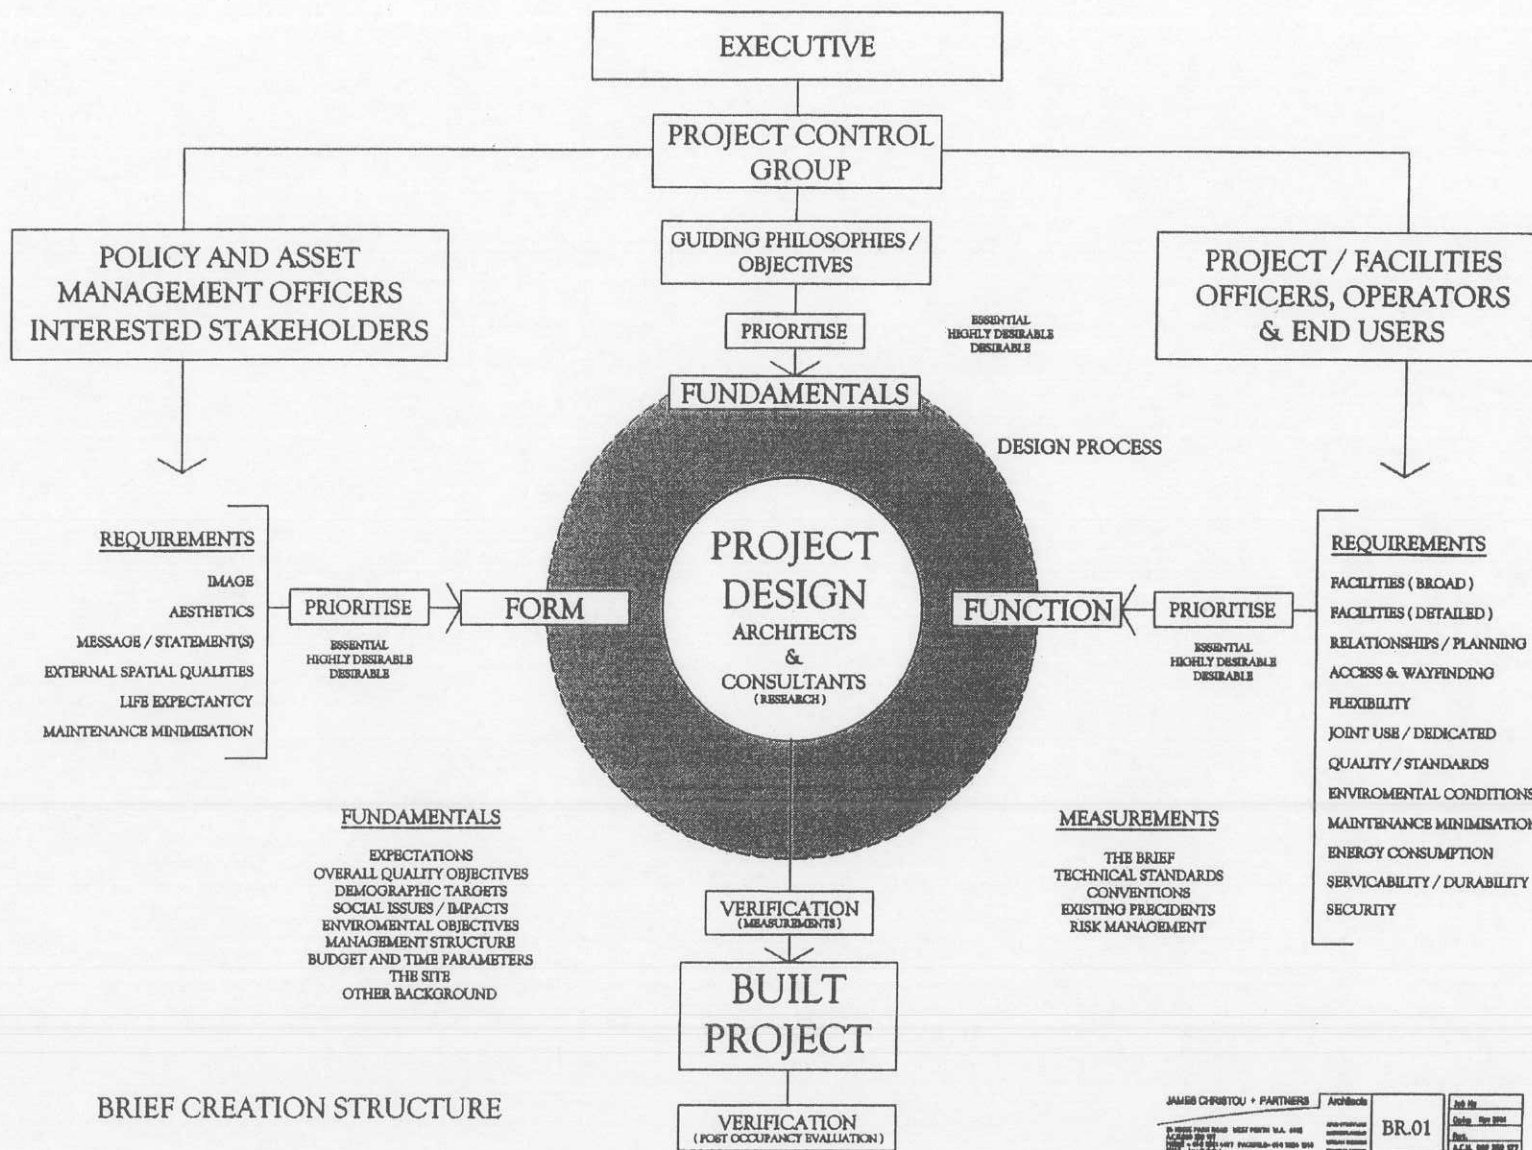 EXECUTIVE
PROJECT CONTROL
GROUP
GUIDING PHILOSOPHIES /
OBJECTIVES
POLICY AND ASSET
MANAGEMENT OFFICERS
INTERESTED STAKEHOLDERS
PROJECT / FACILITIES
OFFICERS, OPERATORS
& END USERS
PRIORITISE
ESSENTIAL
HIGHLY DESIRABLE
DESIRABLE
FUNDAMENTALS
DESIGN PROCESS
REQUIREMENTS
IMAGE
AESTHETICS
MESSAGE / STATEMENT(S)
EXTERNAL SPATIAL QUALITIES
LIFE EXPECTANTCY
MAINTENANCE MINIMISATION
PRIORITISE
ESSENTIAL
HIGHLY DESIRABLE
DESIRABLE
FORM
PROJECT
DESIGN
ARCHITECTS
&
CONSULTANTS
( RESEARCH )
FUNCTION
PRIORITISE
ESSENTIAL
HIGHLY DESIRABLE
DESIRABLE
REQUIREMENTS
FACILITIES ( BROAD )
FACILITIES ( DETAILED )
RELATIONSHIPS / PLANNING
ACCESS & WAYFINDING
FLEXIBILITY
JOINT USE / DEDICATED
QUALITY / STANDARDS
ENVIROMENTAL CONDITIONS
MAINTENANCE MINIMISATION
ENERGY CONSUMPTION
SERVICABILITY / DURABILITY
SECURITY
FUNDAMENTALS
EXPECTATIONS
OVERALL QUALITY OBJECTIVES
DEMOGRAPHIC TARGETS
SOCIAL ISSUES / IMPACTS
ENVIROMENTAL OBJECTIVES
MANAGEMENT STRUCTURE
BUDGET AND TIME PARAMETERS
THE SITE
OTHER BACKGROUND
MEASUREMENTS
THE BRIEF
TECHNICAL STANDARDS
CONVENTIONS
EXISTING PRECIDENTS
RISK MANAGEMENT
VERIFICATION
( MEASUREMENTS )
BUILT
PROJECT
VERIFICATION
( POST OCCUPANCY EVALUATION )
BRIEF CREATION STRUCTURE
JAMES CHRISTOU + PARTNERS
Architects
BR.01
Job No